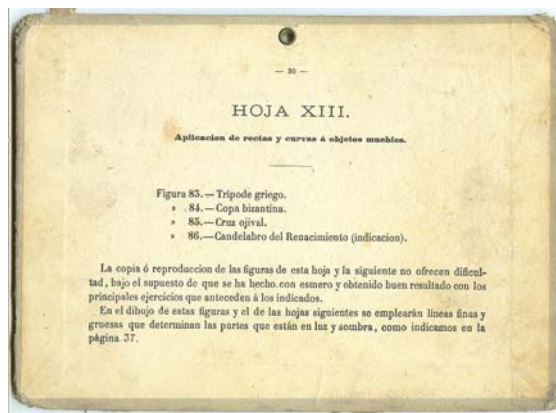 — 30 —
HOJA XIII.
Aplicacion de rectas y curvas á objetos muebles.
Figura 83.—Trípode griego.
» 84.—Copa bizantina.
» 85.—Cruz ojival.
» 86.—Candelabro del Renacimiento (indicacion).
La copia ó reproduccion de las figuras de esta hoja y la siguiente no ofrecen dificul-
tad, bajo el supuesto de que se ha hecho con esmero y obtenido buen resultado con los
principales ejercicios que anteceden á los indicados.
En el dibujo de estas figuras y el de las hojas siguientes se emplearán líneas finas y
gruesas que determinan las partes que están en luz y sombra, como indicamos en la
página 37.